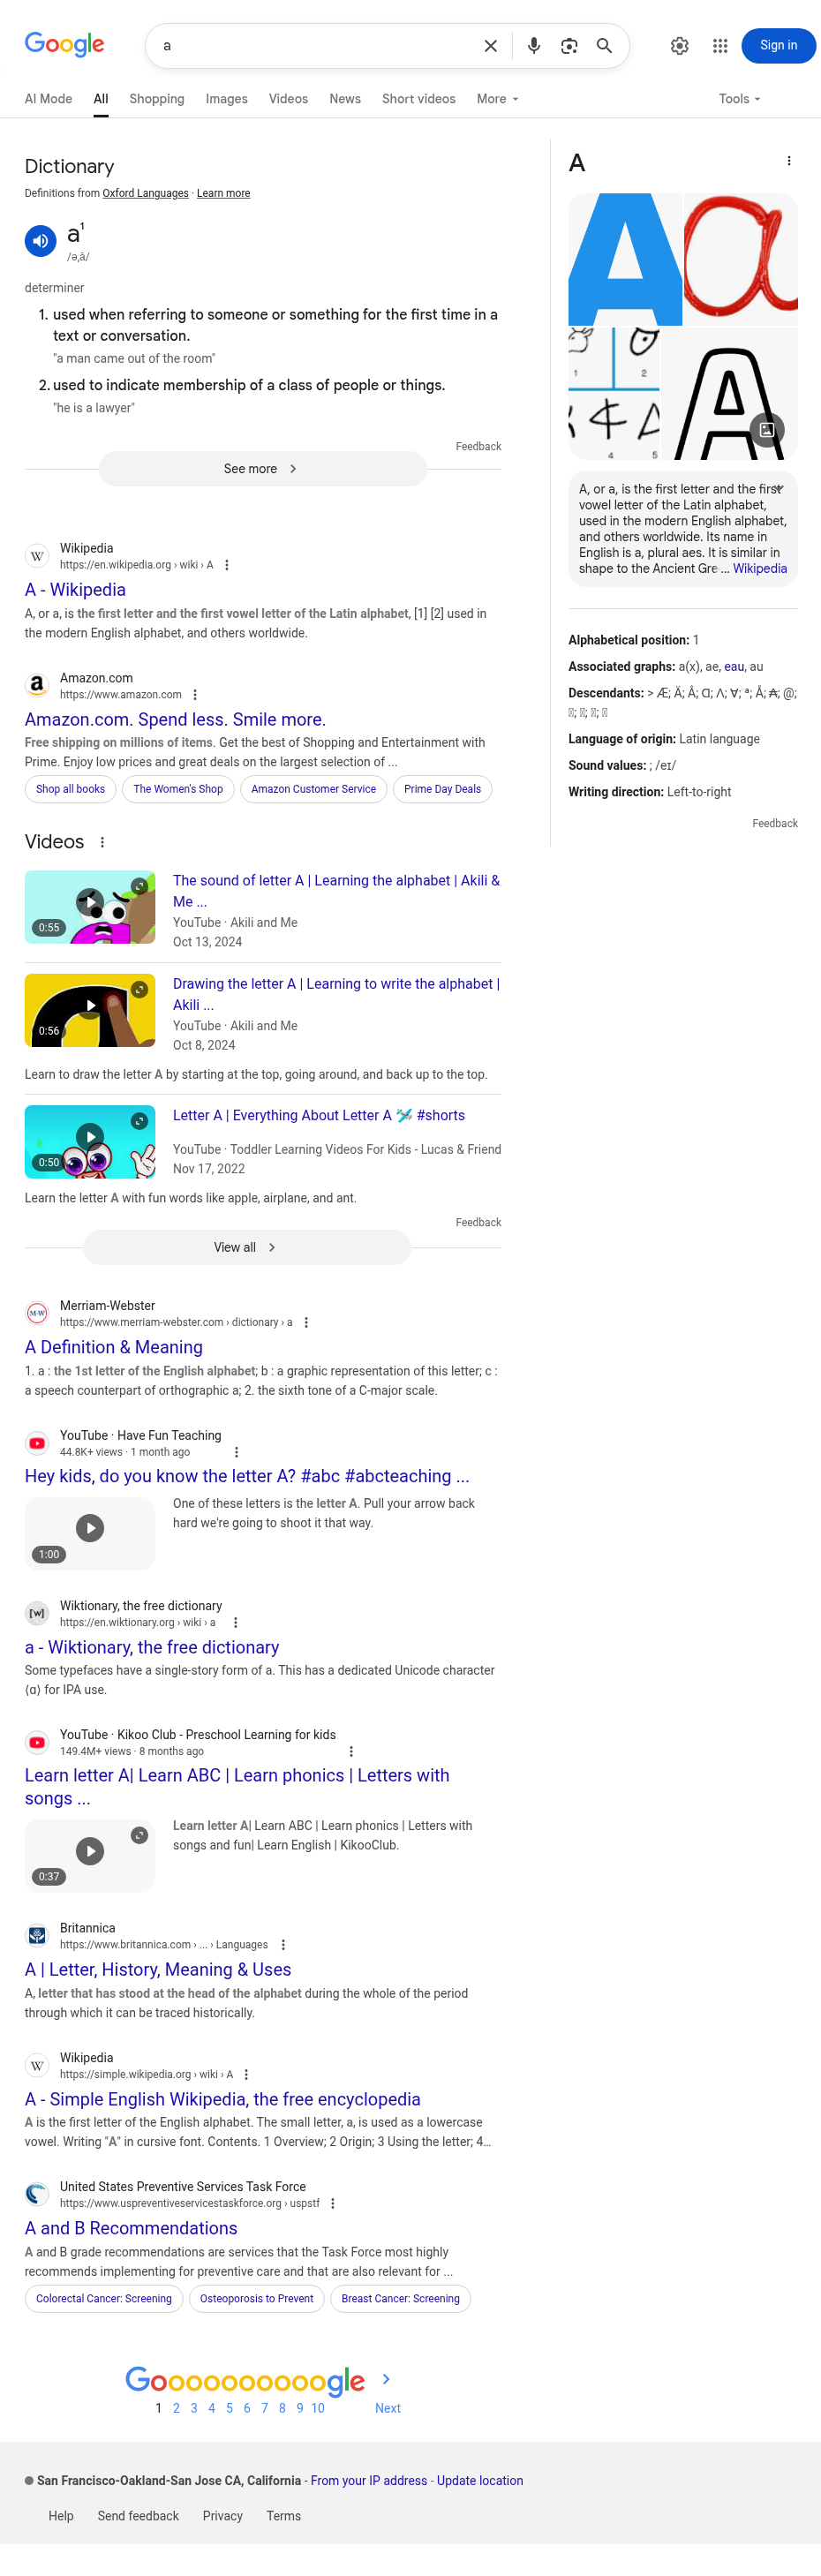 Google
a
Sign in
AI Mode
All
Shopping
Images
Videos
News
Short videos
More
Tools
Dictionary
Definitions from Oxford Languages · Learn more
a¹
/ə,ā/
determiner
1. used when referring to someone or something for the first time in a
text or conversation.
"a man came out of the room"
2. used to indicate membership of a class of people or things.
"he is a lawyer"
Feedback
See more
Wikipedia
https://en.wikipedia.org › wiki › A
A - Wikipedia
A, or a, is the first letter and the first vowel letter of the Latin alphabet, [1] [2] used in
the modern English alphabet, and others worldwide.
Amazon.com
https://www.amazon.com
Amazon.com. Spend less. Smile more.
Free shipping on millions of items. Get the best of Shopping and Entertainment with
Prime. Enjoy low prices and great deals on the largest selection of ...
Shop all books
The Women's Shop
Amazon Customer Service
Prime Day Deals
Videos
0:55
The sound of letter A | Learning the alphabet | Akili &
Me ...
YouTube · Akili and Me
Oct 13, 2024
0:56
Drawing the letter A | Learning to write the alphabet |
Akili ...
YouTube · Akili and Me
Oct 8, 2024
Learn to draw the letter A by starting at the top, going around, and back up to the top.
0:50
Letter A | Everything About Letter A 🛩️ #shorts
YouTube · Toddler Learning Videos For Kids - Lucas & Friend
Nov 17, 2022
Learn the letter A with fun words like apple, airplane, and ant.
Feedback
View all
M-W
Merriam-Webster
https://www.merriam-webster.com › dictionary › a
A Definition & Meaning
1. a : the 1st letter of the English alphabet; b : a graphic representation of this letter; c :
a speech counterpart of orthographic a; 2. the sixth tone of a C-major scale.
YouTube · Have Fun Teaching
44.8K+ views · 1 month ago
Hey kids, do you know the letter A? #abc #abcteaching ...
1:00
One of these letters is the letter A. Pull your arrow back
hard we're going to shoot it that way.
[w]
Wiktionary, the free dictionary
https://en.wiktionary.org › wiki › a
a - Wiktionary, the free dictionary
Some typefaces have a single-story form of a. This has a dedicated Unicode character
⟨ɑ⟩ for IPA use.
YouTube · Kikoo Club - Preschool Learning for kids
149.4M+ views · 8 months ago
Learn letter A| Learn ABC | Learn phonics | Letters with
songs ...
0:37
Learn letter A| Learn ABC | Learn phonics | Letters with
songs and fun| Learn English | KikooClub.
Britannica
https://www.britannica.com › ... › Languages
A | Letter, History, Meaning & Uses
A, letter that has stood at the head of the alphabet during the whole of the period
through which it can be traced historically.
W
Wikipedia
https://simple.wikipedia.org › wiki › A
A - Simple English Wikipedia, the free encyclopedia
A is the first letter of the English alphabet. The small letter, a, is used as a lowercase
vowel. Writing "A" in cursive font. Contents. 1 Overview; 2 Origin; 3 Using the letter; 4...
United States Preventive Services Task Force
https://www.uspreventiveservicestaskforce.org › uspstf
A and B Recommendations
A and B grade recommendations are services that the Task Force most highly
recommends implementing for preventive care and that are also relevant for ...
Colorectal Cancer: Screening
Osteoporosis to Prevent
Breast Cancer: Screening
A
A
a
1 2
4 5
A
A, or a, is the first letter and the first
vowel letter of the Latin alphabet,
used in the modern English alphabet,
and others worldwide. Its name in
English is a, plural aes. It is similar in
shape to the Ancient Gre ... Wikipedia
Alphabetical position: 1
Associated graphs: a(x), ae, eau, au
Descendants: > Æ; Ä; Â; Ɑ; Λ; Ɐ; ª; Å; ₳; @;
Language of origin: Latin language
Sound values: ; /eɪ/
Writing direction: Left-to-right
Feedback
Goooooooooogle
1 2 3 4 5 6 7 8 9 10 Next
San Francisco-Oakland-San Jose CA, California - From your IP address - Update location
Help
Send feedback
Privacy
Terms